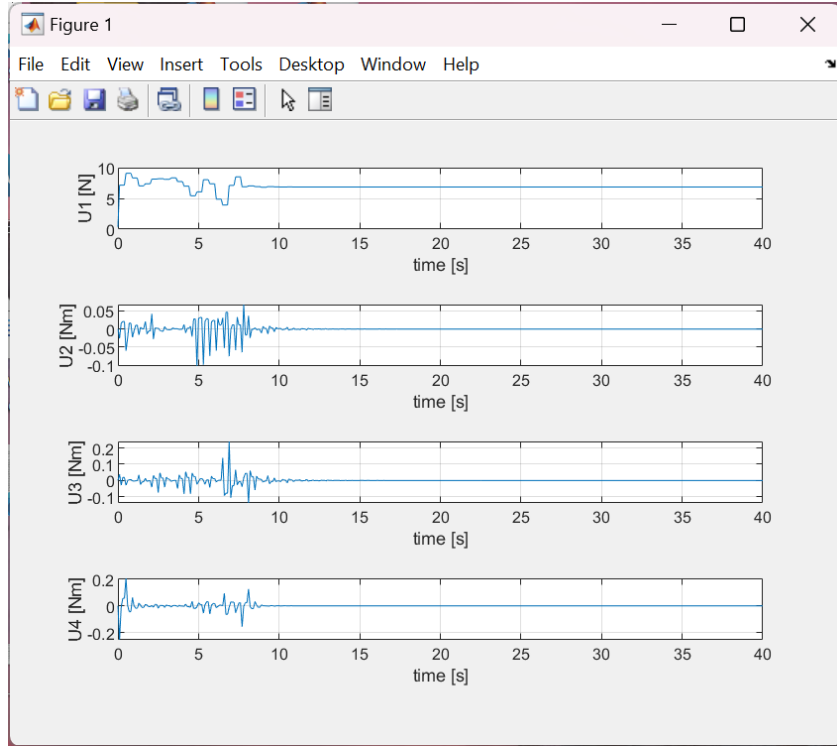 Figure 1
File Edit View Insert Tools Desktop Window Help
10
5
0
U1 [N]
0 5 10 15 20 25 30 35 40
time [s]
0.05
0
-0.05
-0.1
U2 [Nm]
0 5 10 15 20 25 30 35 40
time [s]
0.2
0.1
0
-0.1
U3 [Nm]
0 5 10 15 20 25 30 35 40
time [s]
0.2
0
-0.2
U4 [Nm]
0 5 10 15 20 25 30 35 40
time [s]